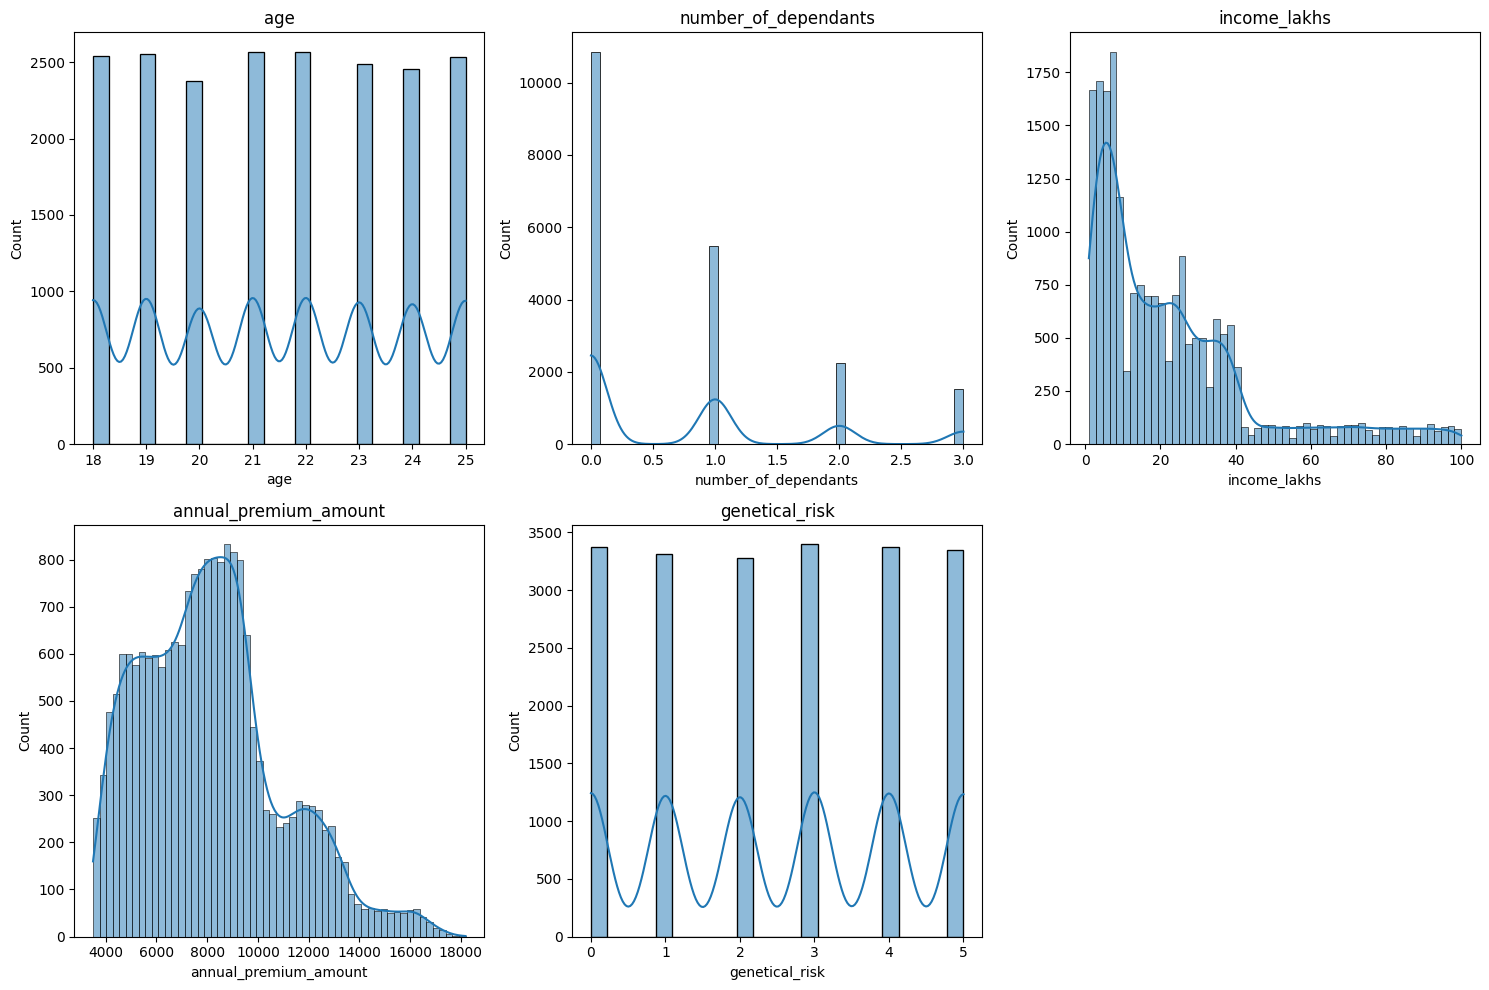 age
2500
2000
1500
1000
500
0
Count
18 19 20 21 22 23 24 25
age
number_of_dependants
10000
8000
6000
4000
2000
0
Count
0.0 0.5 1.0 1.5 2.0 2.5 3.0
number_of_dependants
income_lakhs
1750
1500
1250
1000
750
500
250
0
Count
0 20 40 60 80 100
income_lakhs
annual_premium_amount
800
700
600
500
400
300
200
100
0
Count
4000 6000 8000 10000 12000 14000 16000 18000
annual_premium_amount
genetical_risk
3500
3000
2500
2000
1500
1000
500
0
Count
0 1 2 3 4 5
genetical_risk